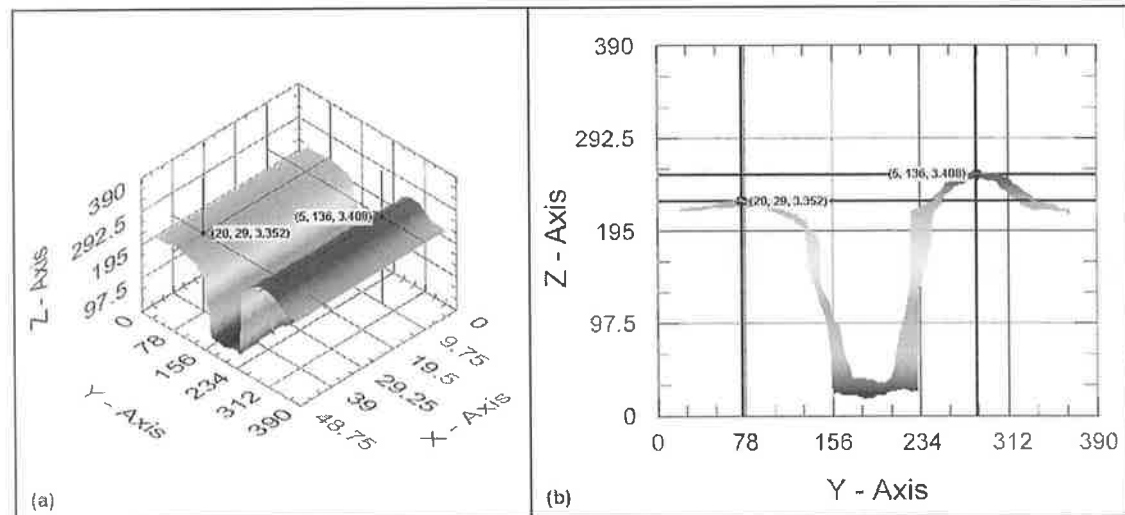 390
292.5
195
97.5
Z - Axis
0
78
156
234
312
390
Y - Axis
0
9.75
19.5
29.25
39
48.75
X - Axis
(5, 136, 3.408)
(20, 29, 3.352)
(a)
390
292.5
195
97.5
0
Z - Axis
(5, 136, 3.408)
(20, 29, 3.352)
0 78 156 234 312 390
Y - Axis
(b)